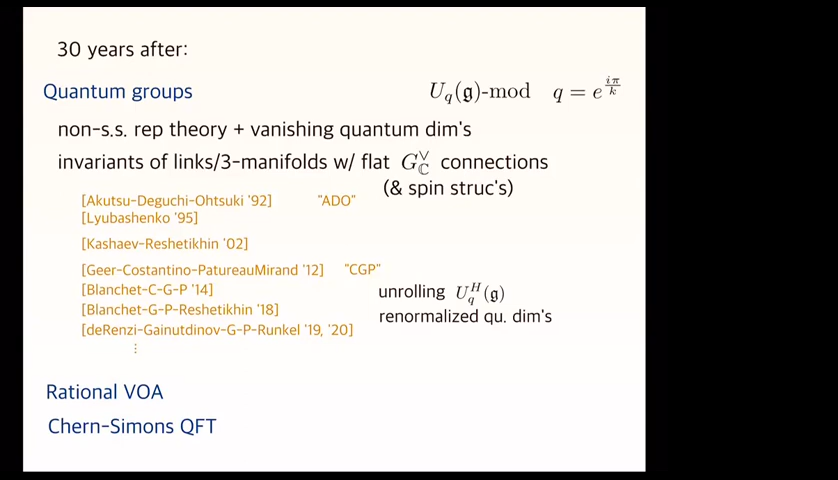 30 years after:
Quantum groups $U_q(\mathfrak{g})$-mod $q = e^{\frac{i\pi}{k}}$
non-s.s. rep theory + vanishing quantum dim's
invariants of links/3-manifolds w/ flat $G_{\mathbb{C}}^{\vee}$ connections
(& spin struc's)
[Akutsu-Deguchi-Ohtsuki '92] "ADO"
[Lyubashenko '95]
[Kashaev-Reshetikhin '02]
[Geer-Costantino-PatureauMirand '12] "CGP"
[Blanchet-C-G-P '14] unrolling $U_q^H(\mathfrak{g})$
[Blanchet-G-P-Reshetikhin '18] renormalized qu. dim's
[deRenzi-Gainutdinov-G-P-Runkel '19, '20]
⋮
Rational VOA
Chern-Simons QFT